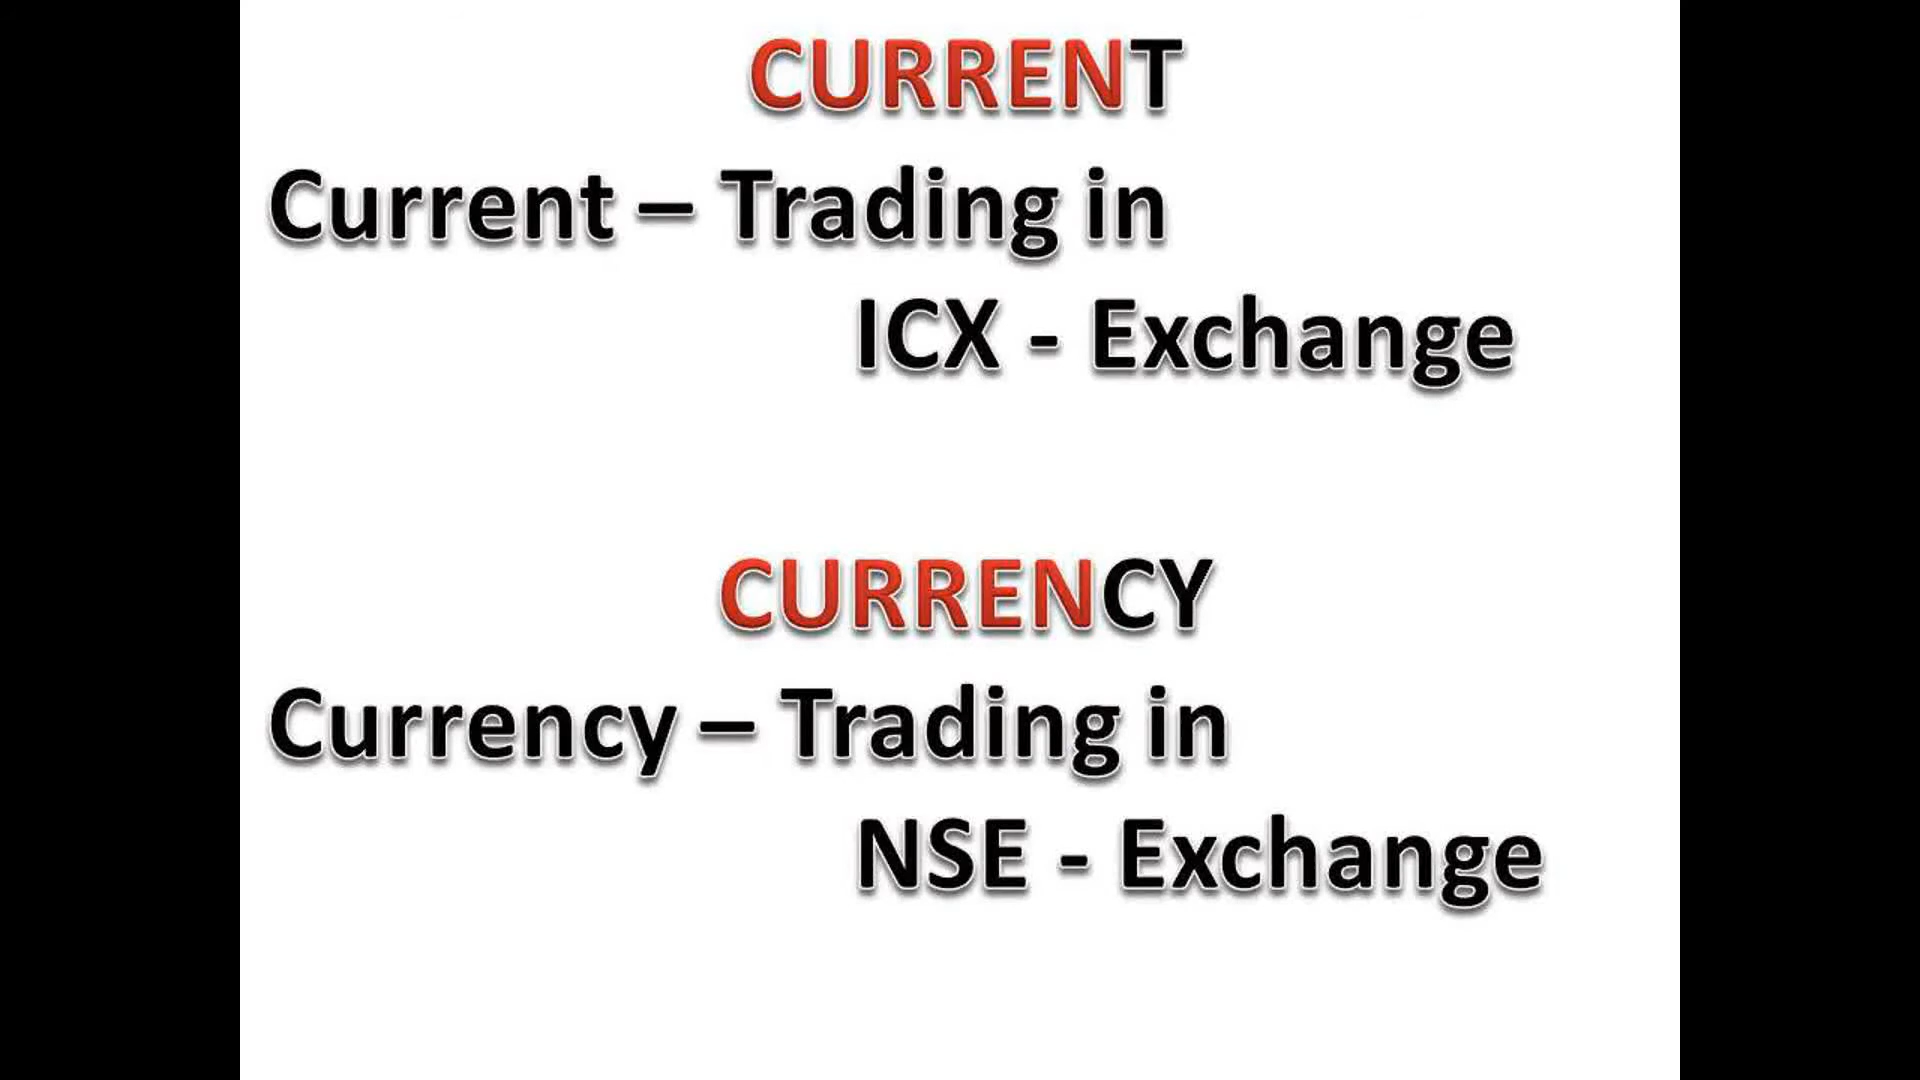 CURRENT
Current – Trading in
ICX - Exchange
CURRENCY
Currency – Trading in
NSE - Exchange